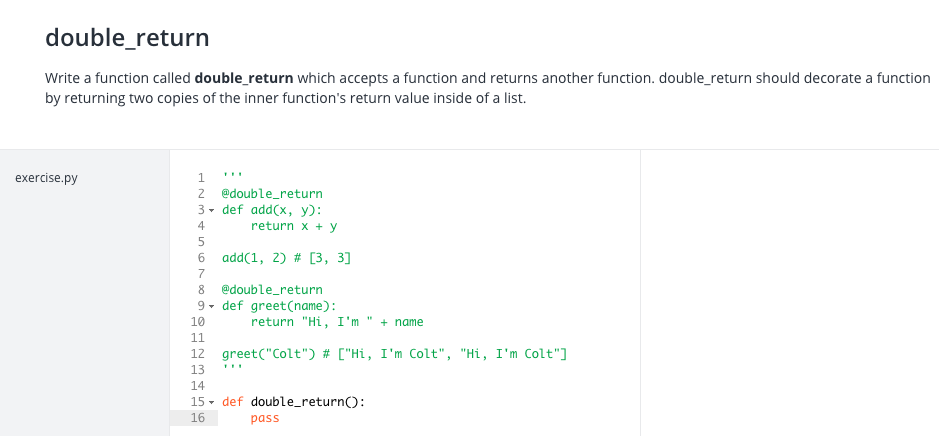 double_return
Write a function called double_return which accepts a function and returns another function. double_return should decorate a function
by returning two copies of the inner function's return value inside of a list.
exercise.py
1 '''
2 @double_return
3 def add(x, y):
4     return x + y
5
6 add(1, 2) # [3, 3]
7
8 @double_return
9 def greet(name):
10     return "Hi, I'm " + name
11
12 greet("Colt") # ["Hi, I'm Colt", "Hi, I'm Colt"]
13 '''
14
15 def double_return():
16     pass